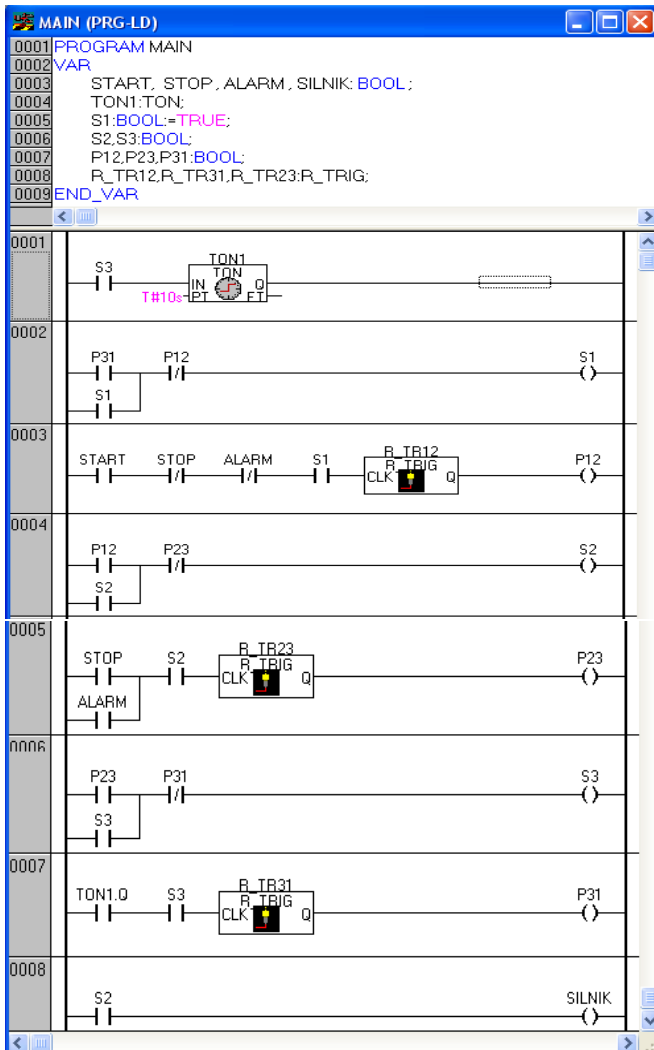 MAIN (PRG-LD)
0001 PROGRAM MAIN
0002 VAR
0003 START, STOP, ALARM, SILNIK: BOOL;
0004 TON1:TON;
0005 S1:BOOL:=TRUE;
0006 S2,S3:BOOL;
0007 P12,P23,P31:BOOL;
0008 R_TR12,R_TR31,R_TR23:R_TRIG;
0009 END_VAR
0001
TON1
S3 TON
IN Q
T#10s PT ET
0002
P31 P12 S1
S1
0003
R_TR12
START STOP ALARM S1 R_TRIG P12
CLK Q
0004
P12 P23 S2
S2
0005
R_TR23
STOP S2 R_TRIG P23
CLK Q
ALARM
0006
P23 P31 S3
S3
0007
R_TR31
TON1.Q S3 R_TRIG P31
CLK Q
0008
S2 SILNIK